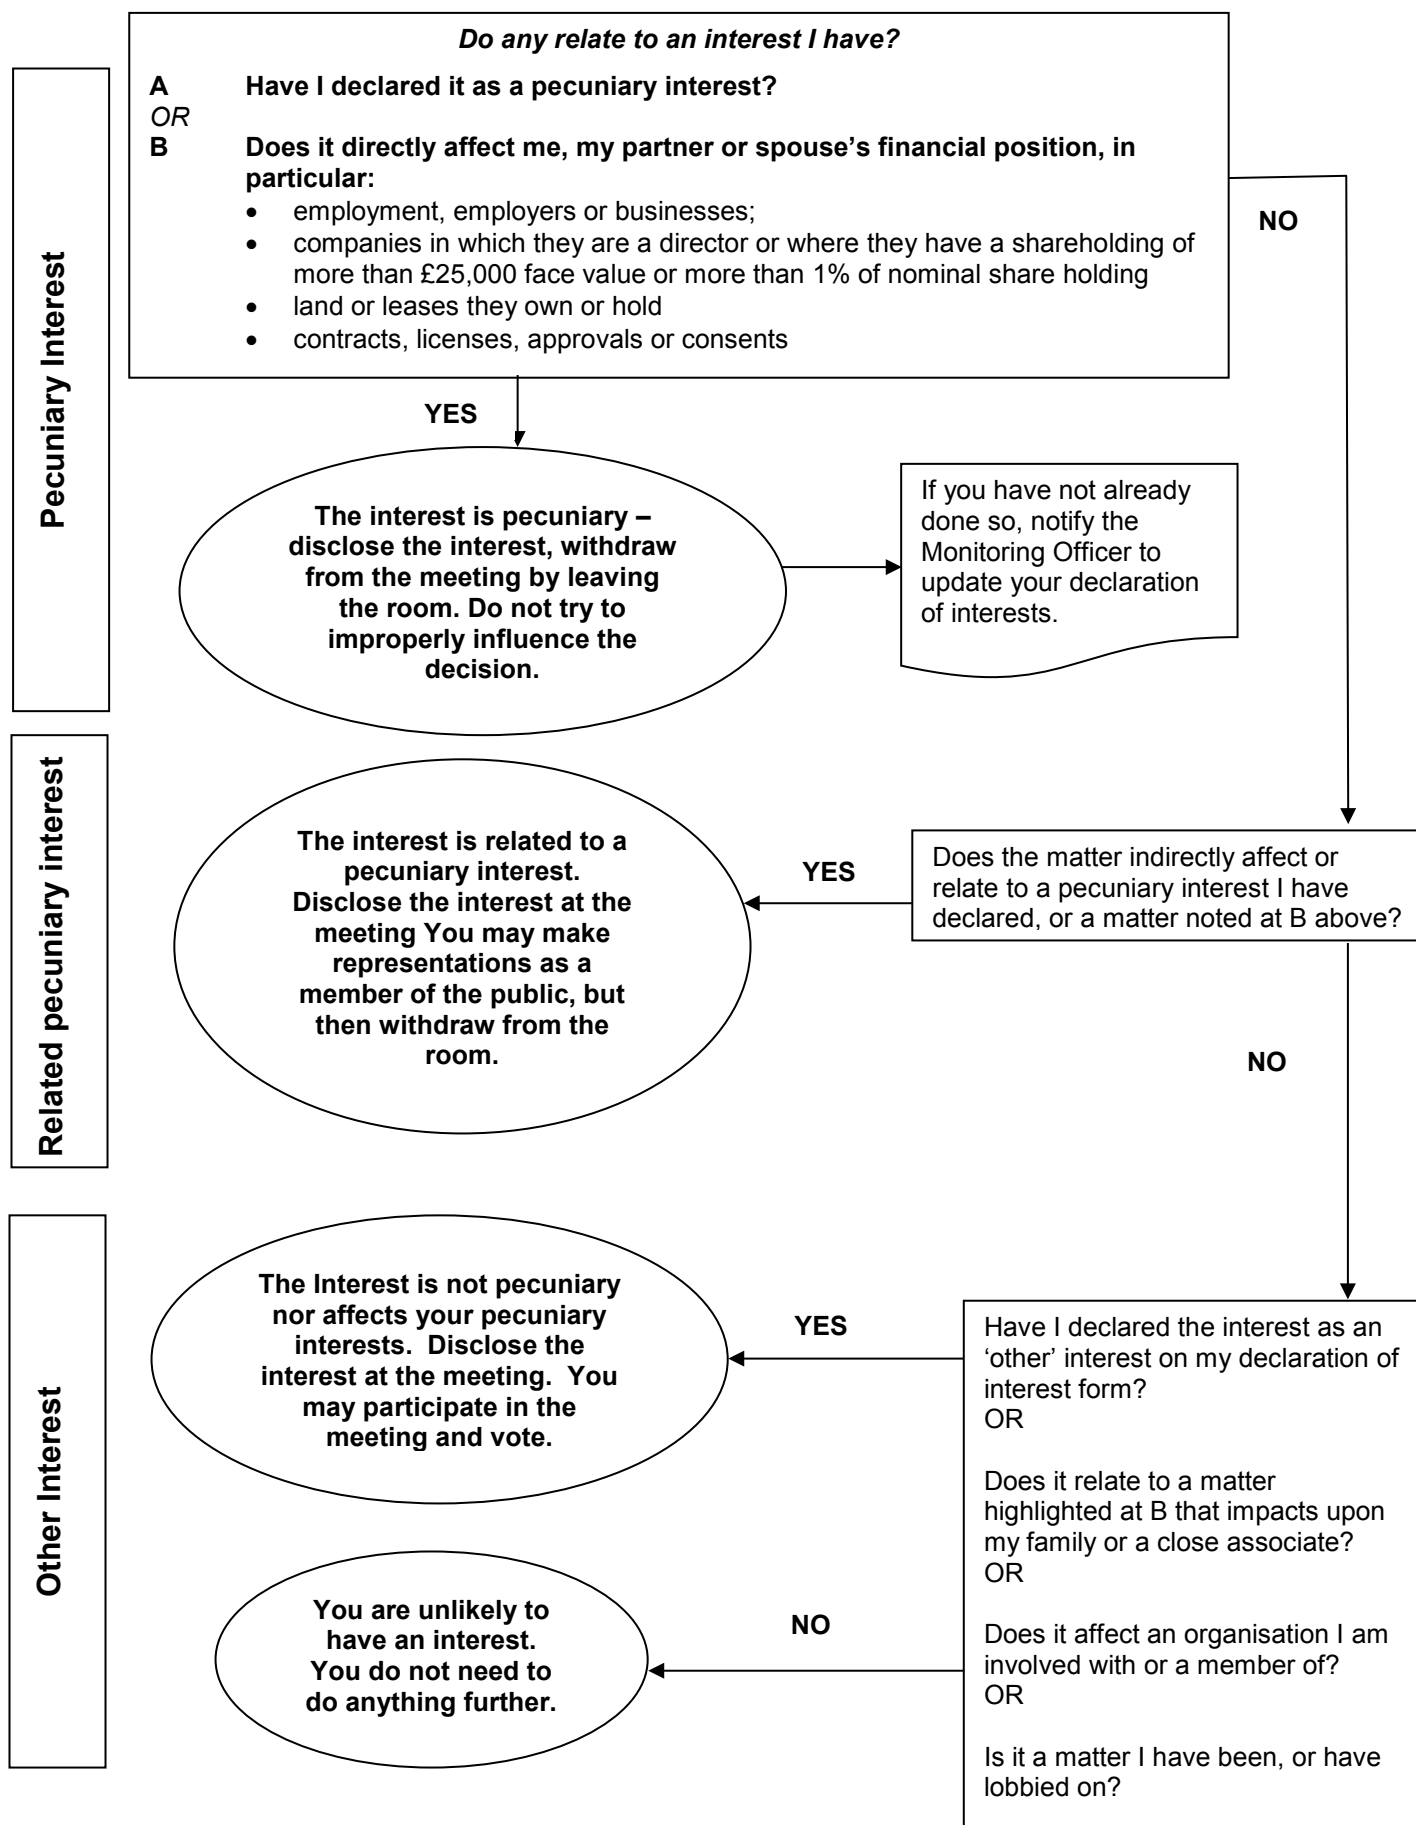 Do any relate to an interest I have?
A Have I declared it as a pecuniary interest?
OR
B Does it directly affect me, my partner or spouse’s financial position, in
particular:
• employment, employers or businesses;
• companies in which they are a director or where they have a shareholding of
more than £25,000 face value or more than 1% of nominal share holding
• land or leases they own or hold
• contracts, licenses, approvals or consents
Pecuniary Interest
NO
YES
The interest is pecuniary –
disclose the interest, withdraw
from the meeting by leaving
the room. Do not try to
improperly influence the
decision.
If you have not already
done so, notify the
Monitoring Officer to
update your declaration
of interests.
Related pecuniary interest
The interest is related to a
pecuniary interest.
Disclose the interest at the
meeting You may make
representations as a
member of the public, but
then withdraw from the
room.
YES
Does the matter indirectly affect or
relate to a pecuniary interest I have
declared, or a matter noted at B above?
NO
Other Interest
The Interest is not pecuniary
nor affects your pecuniary
interests. Disclose the
interest at the meeting. You
may participate in the
meeting and vote.
YES
Have I declared the interest as an
‘other’ interest on my declaration of
interest form?
OR
Does it relate to a matter
highlighted at B that impacts upon
my family or a close associate?
OR
Does it affect an organisation I am
involved with or a member of?
OR
Is it a matter I have been, or have
lobbied on?
NO
You are unlikely to
have an interest.
You do not need to
do anything further.